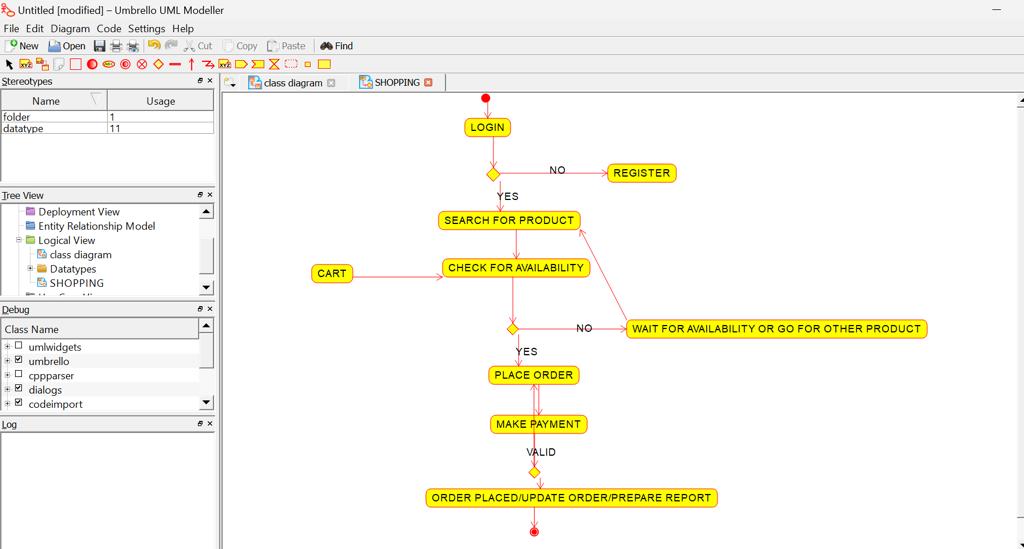 Untitled [modified] – Umbrello UML Modeller
File Edit Diagram Code Settings Help
New Open Cut Copy Paste Find
Stereotypes
Name Usage
folder 1
datatype 11
Tree View
Deployment View
Entity Relationship Model
Logical View
class diagram
Datatypes
SHOPPING
Debug
Class Name
umlwidgets
umbrello
cppparser
dialogs
codeimport
Log
class diagram SHOPPING
LOGIN
NO
REGISTER
YES
SEARCH FOR PRODUCT
CART
CHECK FOR AVAILABILITY
NO
WAIT FOR AVAILABILITY OR GO FOR OTHER PRODUCT
YES
PLACE ORDER
MAKE PAYMENT
VALID
ORDER PLACED/UPDATE ORDER/PREPARE REPORT